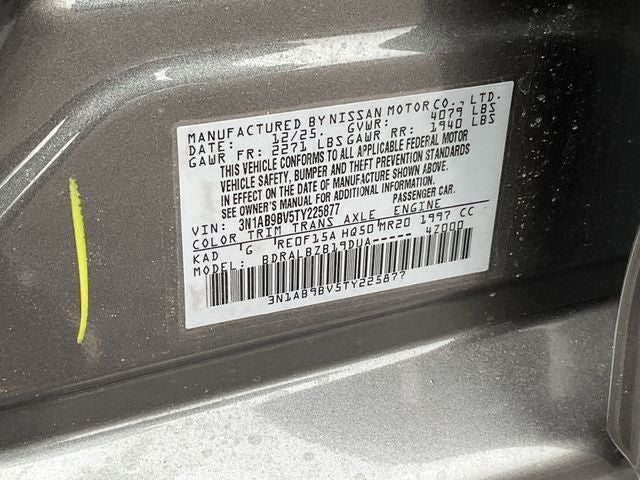 MANUFACTURED BY NISSAN MOTOR CO., LTD.
DATE: 12/25. GVWR: 4079 LBS
GAWR FR: 2271 LBS GAWR RR: 1940 LBS
THIS VEHICLE CONFORMS TO ALL APPLICABLE FEDERAL MOTOR
VEHICLE SAFETY, BUMPER AND THEFT PREVENTION STANDARDS
IN EFFECT ON THE DATE OF MANUFACTURE SHOWN ABOVE.
SEE OWNERS MANUAL FOR ADDITIONAL INFORMATION.
VIN: 3N1AB9BV5TY225877 PASSENGER CAR.
COLOR TRIM TRANS AXLE ENGINE
KAD G RE0F15A HQ50 MR20 1997 CC
MODEL: BDRALBZB19DUA----- 47000
3N1AB9BV5TY225877